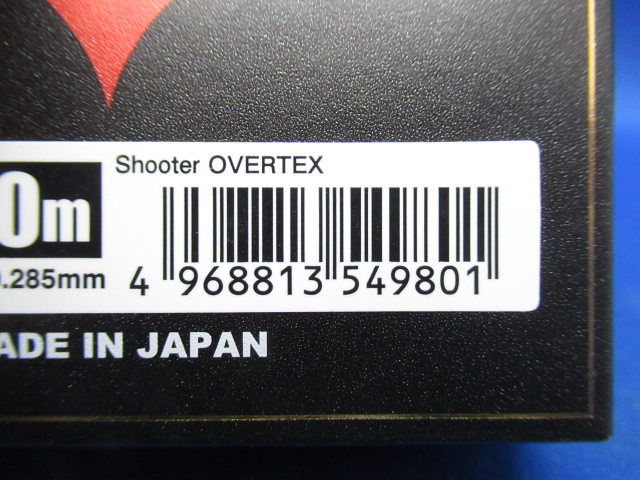 Shooter OVERTEX
0m
.285mm
4 968813 549801
ADE IN JAPAN